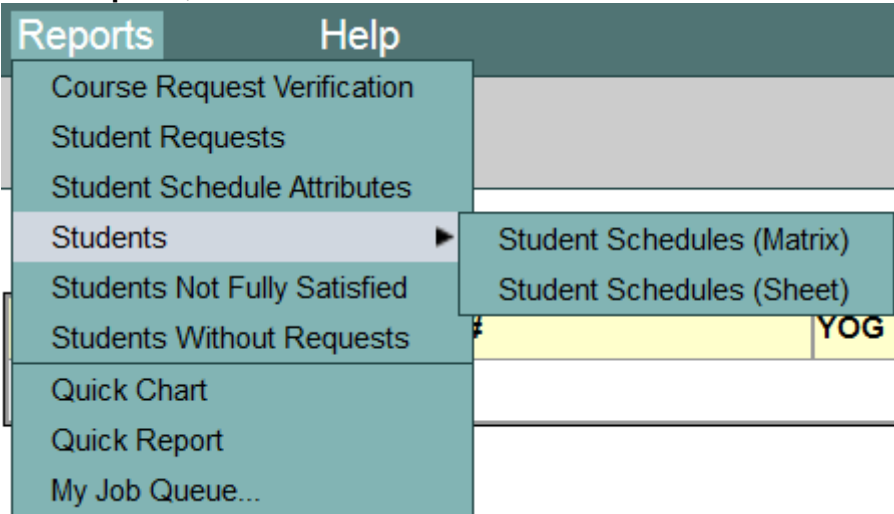 Reports Help
Course Request Verification
Student Requests
Student Schedule Attributes
Students
Student Schedules (Matrix)
Students Not Fully Satisfied
Student Schedules (Sheet)
Students Without Requests
YOG
Quick Chart
Quick Report
My Job Queue...